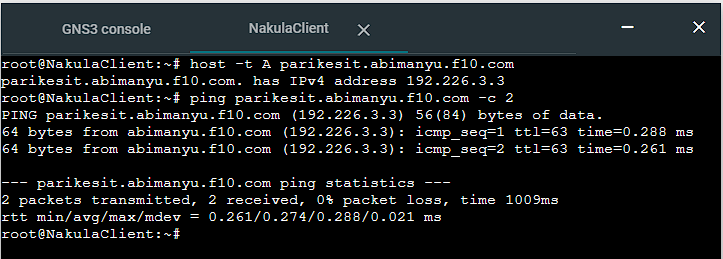 GNS3 console
NakulaClient
root@NakulaClient:~# host -t A parikesit.abimanyu.f10.com
parikesit.abimanyu.f10.com. has IPv4 address 192.226.3.3
root@NakulaClient:~# ping parikesit.abimanyu.f10.com -c 2
PING parikesit.abimanyu.f10.com (192.226.3.3) 56(84) bytes of data.
64 bytes from abimanyu.f10.com (192.226.3.3): icmp_seq=1 ttl=63 time=0.288 ms
64 bytes from abimanyu.f10.com (192.226.3.3): icmp_seq=2 ttl=63 time=0.261 ms
--- parikesit.abimanyu.f10.com ping statistics ---
2 packets transmitted, 2 received, 0% packet loss, time 1009ms
rtt min/avg/max/mdev = 0.261/0.274/0.288/0.021 ms
root@NakulaClient:~#